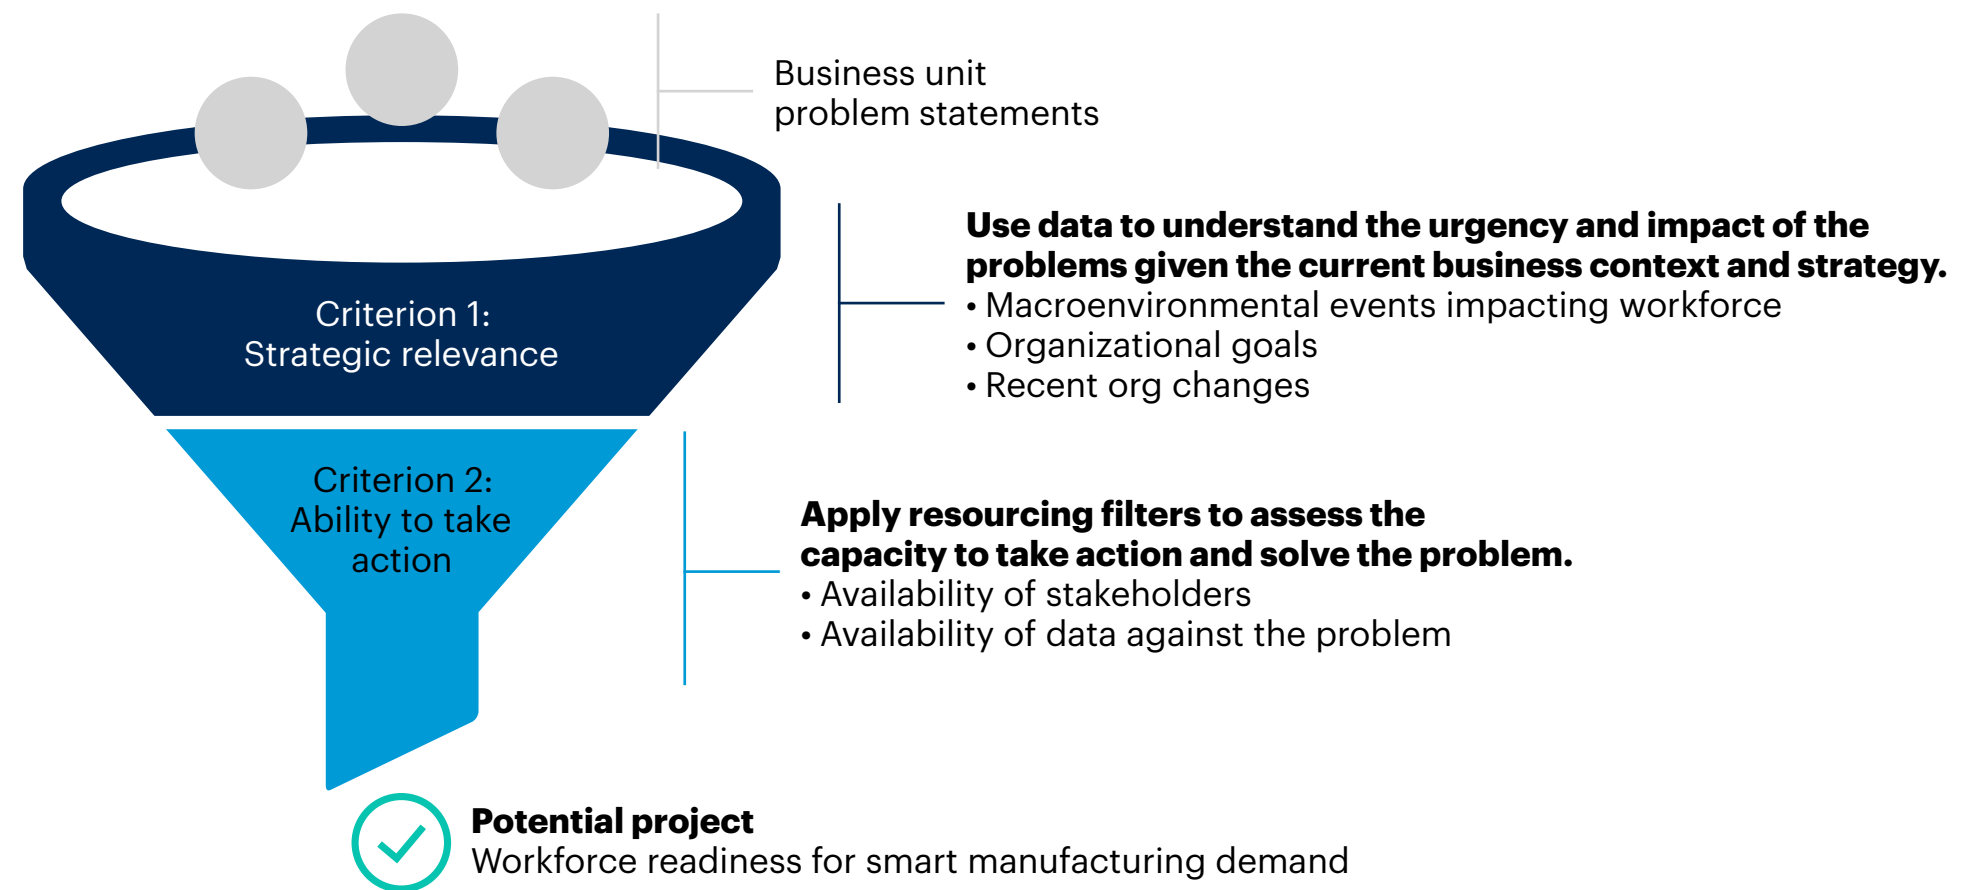 Business unit
problem statements
Use data to understand the urgency and impact of the
problems given the current business context and strategy.
• Macroenvironmental events impacting workforce
• Organizational goals
• Recent org changes
Criterion 1:
Strategic relevance
Criterion 2:
Ability to take
action
Apply resourcing filters to assess the
capacity to take action and solve the problem.
• Availability of stakeholders
• Availability of data against the problem
Potential project
Workforce readiness for smart manufacturing demand